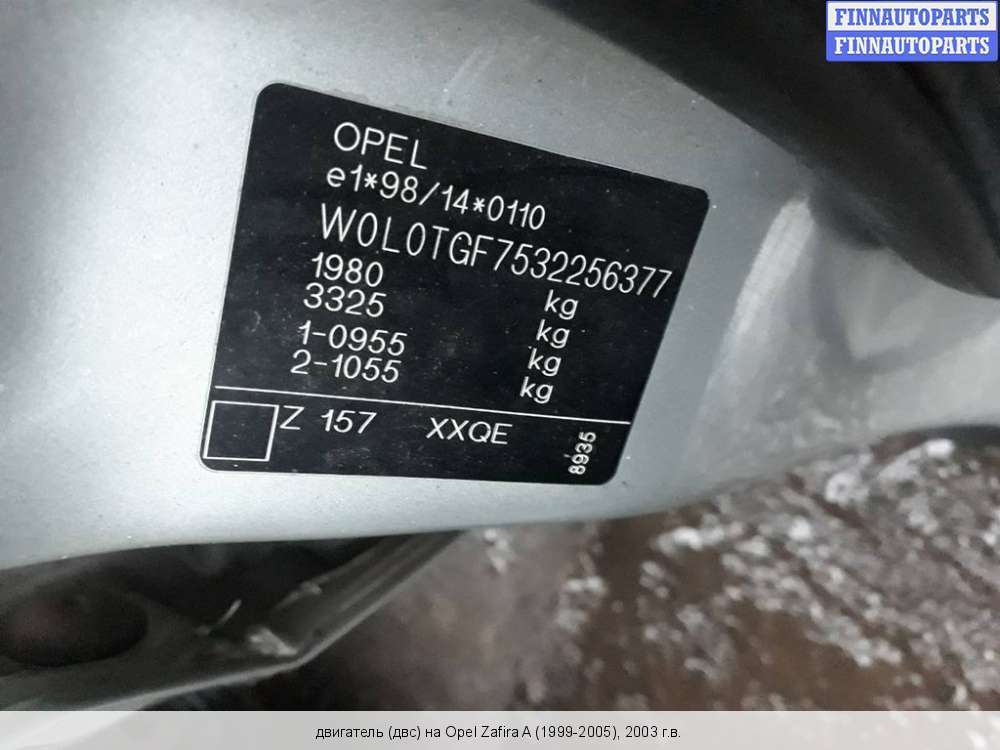 FINNAUTOPARTS
FINNAUTOPARTS
OPEL
e1*98/14*0110
W0L0TGF7532256377
1980 kg
3325 kg
1-0955 kg
2-1055 kg
Z 157 XXQE
8935
двигатель (двс) на Opel Zafira A (1999-2005), 2003 г.в.